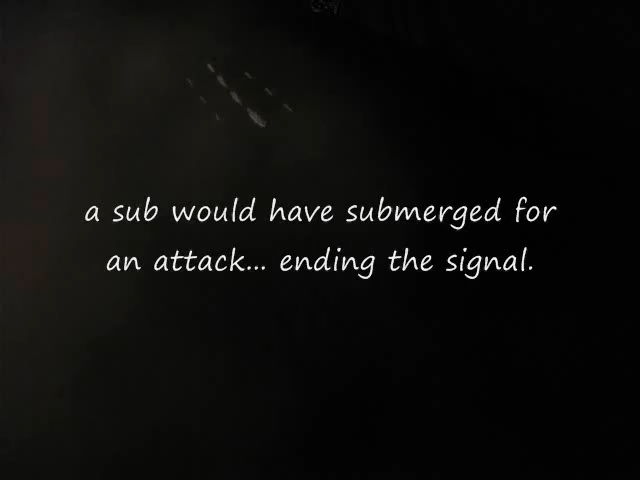 a sub would have submerged for
an attack... ending the signal.